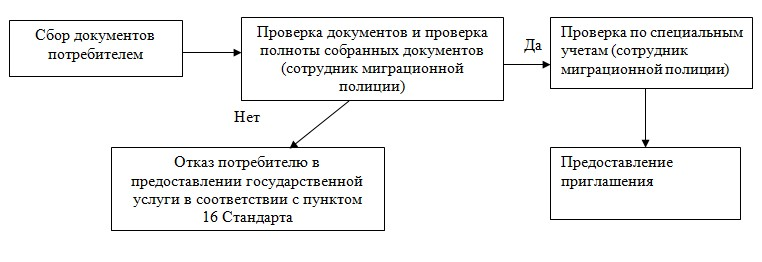 Сбор документов
потребителем
Проверка документов и проверка
полноты собранных документов
(сотрудник миграционной
полиции)
Да
Проверка по специальным
учетам (сотрудник
миграционной полиции)
Нет
Отказ потребителю в
предоставлении государственной
услуги в соответствии с пунктом
16 Стандарта
Предоставление
приглашения